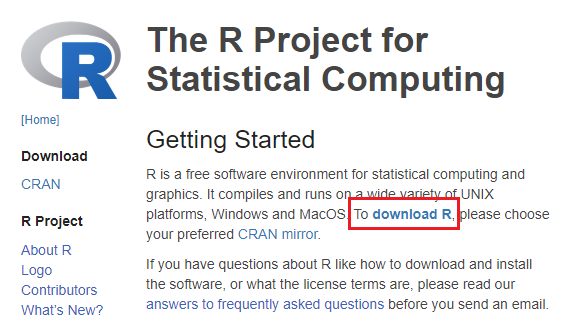 R
The R Project for
Statistical Computing
[Home]
Download
CRAN
R Project
About R
Logo
Contributors
What's New?
Getting Started
R is a free software environment for statistical computing and
graphics. It compiles and runs on a wide variety of UNIX
platforms, Windows and MacOS. To download R, please choose
your preferred CRAN mirror.
If you have questions about R like how to download and install
the software, or what the license terms are, please read our
answers to frequently asked questions before you send an email.